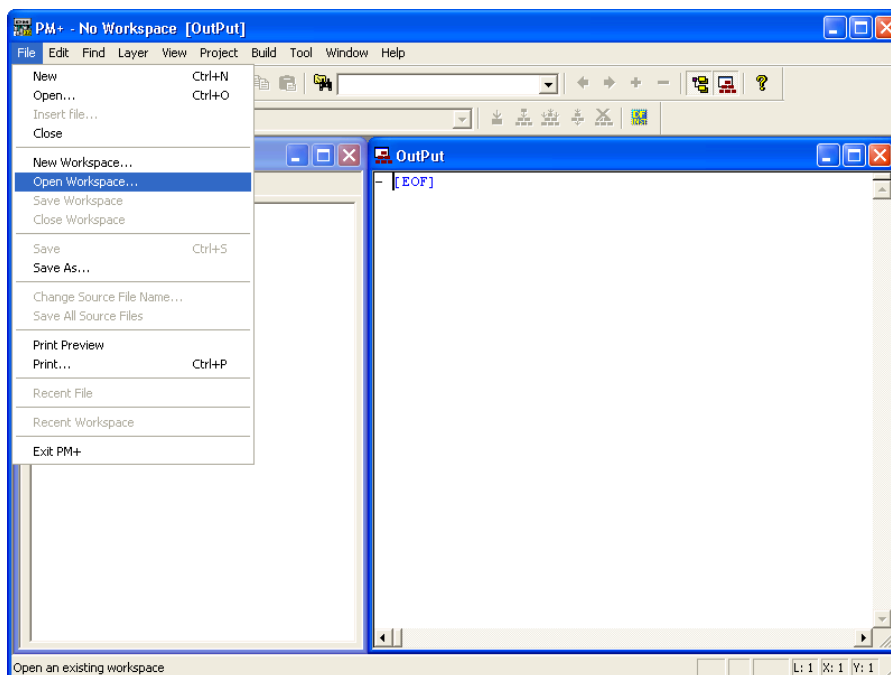 PM+ - No Workspace [OutPut]
File Edit Find Layer View Project Build Tool Window Help
New Ctrl+N
Open... Ctrl+O
Insert file...
Close
New Workspace...
Open Workspace...
Save Workspace
Close Workspace
Save Ctrl+S
Save As...
Change Source File Name...
Save All Source Files
Print Preview
Print... Ctrl+P
Recent File
Recent Workspace
Exit PM+
OutPut
[EOF]
Open an existing workspace
L: 1 X: 1 Y: 1